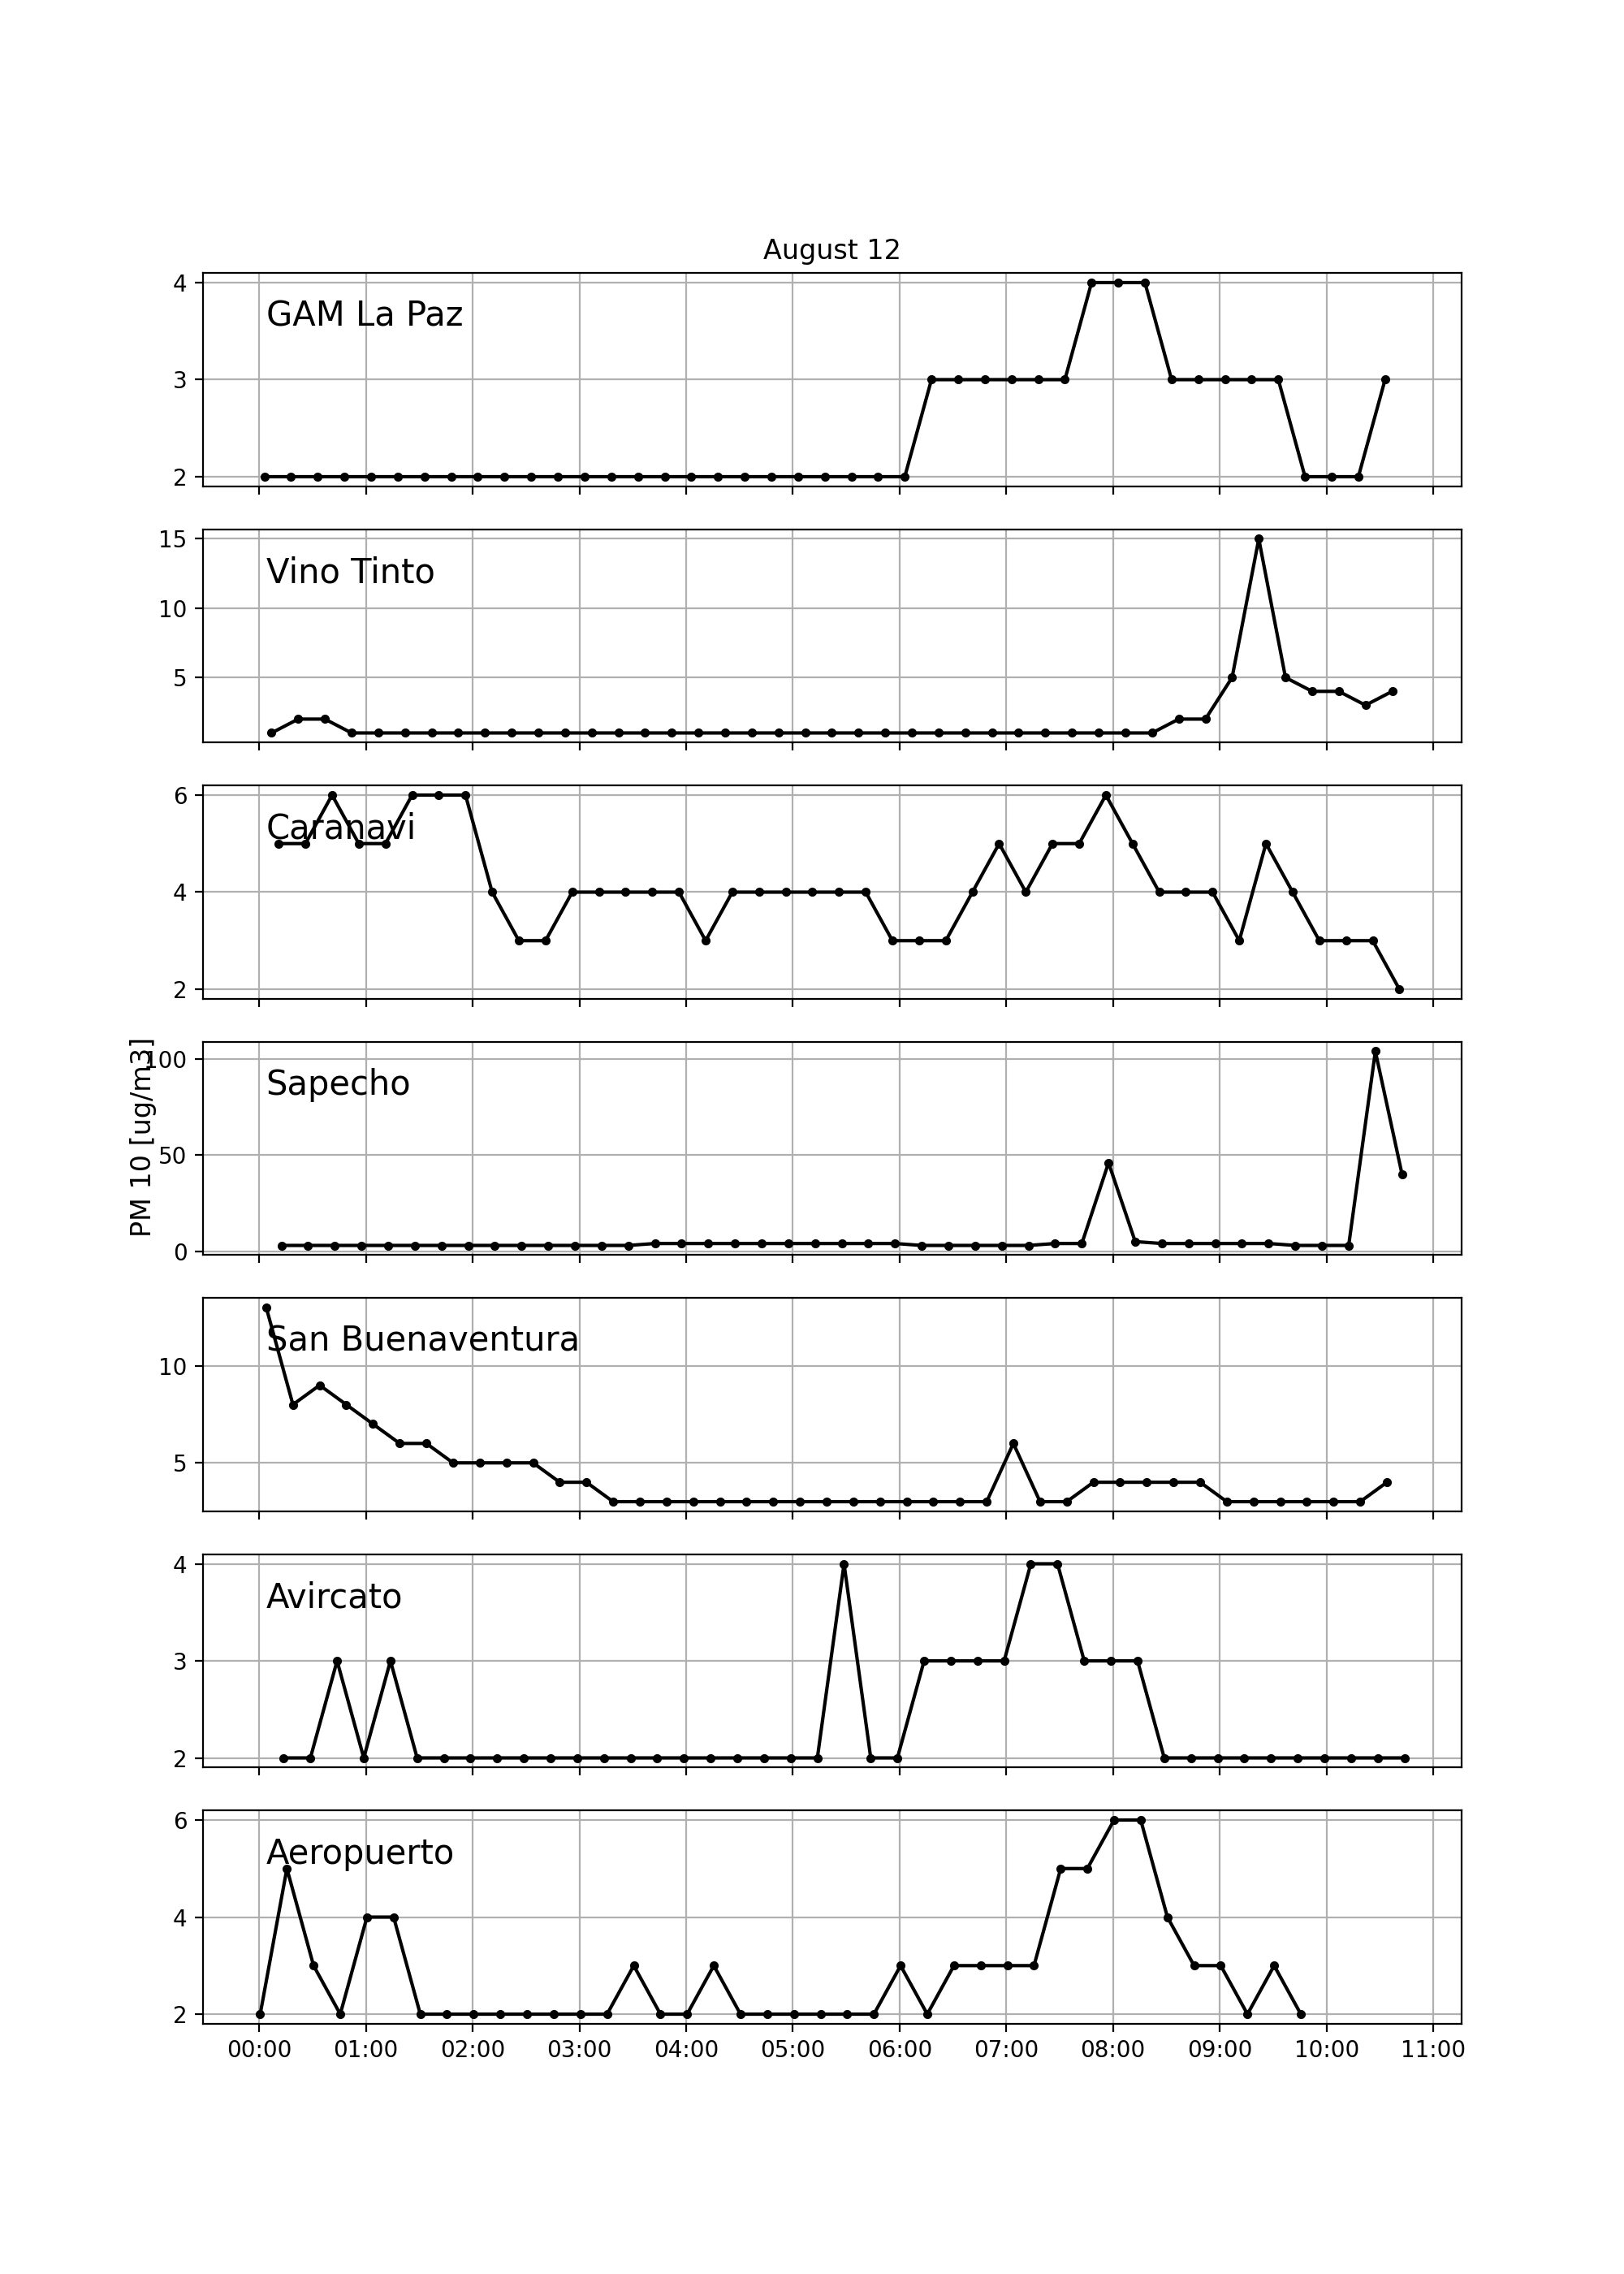 August 12
4
GAM La Paz
3
2
15
Vino Tinto
10
5
6
Caranavi
4
2
PM 10 [ug/m3]
100
Sapecho
50
0
San Buenaventura
10
5
4
Avircato
3
2
6
Aeropuerto
4
2
00:00 01:00 02:00 03:00 04:00 05:00 06:00 07:00 08:00 09:00 10:00 11:00